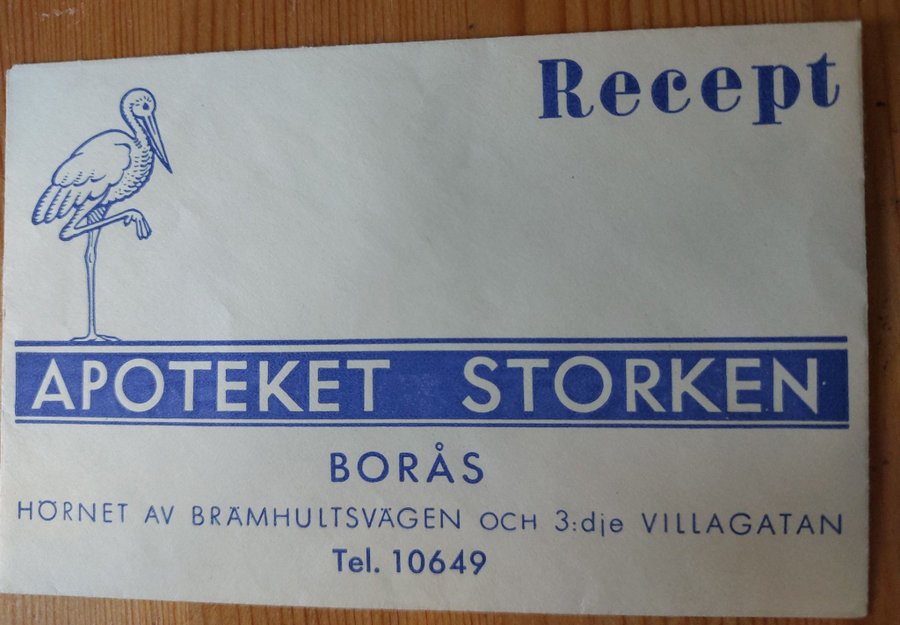 Recept
APOTEKET STORKEN
BORÅS
HÖRNET AV BRÄMHULTSVÄGEN OCH 3:dje VILLAGATAN
Tel. 10649